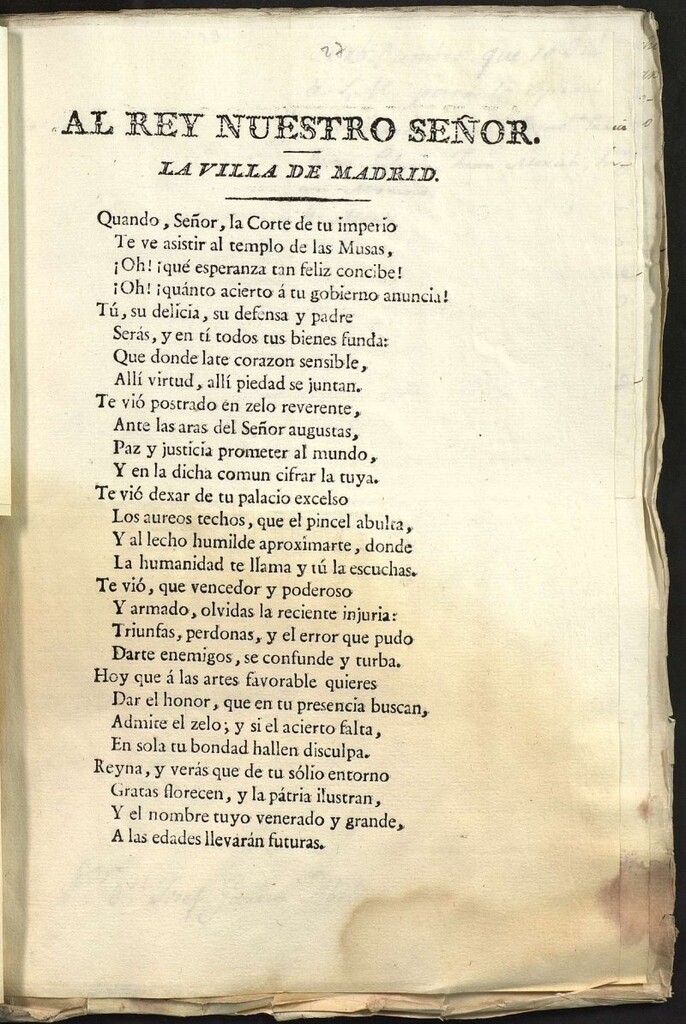 27
AL REY NUESTRO SEÑOR.
LA VILLA DE MADRID.
Quando, Señor, la Corte de tu imperio
Te ve asistir al templo de las Musas,
¡Oh! ¡qué esperanza tan feliz concibe!
¡Oh! ¡quánto acierto á tu gobierno anuncia!
Tú, su delicia, su defensa y padre
Serás, y en tí todos tus bienes funda:
Que donde late corazon sensible,
Allí virtud, allí piedad se juntan.
Te vió postrado en zelo reverente,
Ante las aras del Señor augustas,
Paz y justicia prometer al mundo,
Y en la dicha comun cifrar la tuya.
Te vió dexar de tu palacio excelso
Los aureos techos, que el pincel abulta,
Y al lecho humilde aproximarte, donde
La humanidad te llama y tú la escuchas.
Te vió, que vencedor y poderoso
Y armado, olvidas la reciente injuria:
Triunfas, perdonas, y el error que pudo
Darte enemigos, se confunde y turba.
Hoy que á las artes favorable quieres
Dar el honor, que en tu presencia buscan,
Admite el zelo; y si el acierto falta,
En sola tu bondad hallen disculpa.
Reyna, y verás que de tu sólio entorno
Gratas florecen, y la pátria ilustran,
Y el nombre tuyo venerado y grande,
A las edades llevarán futuras.